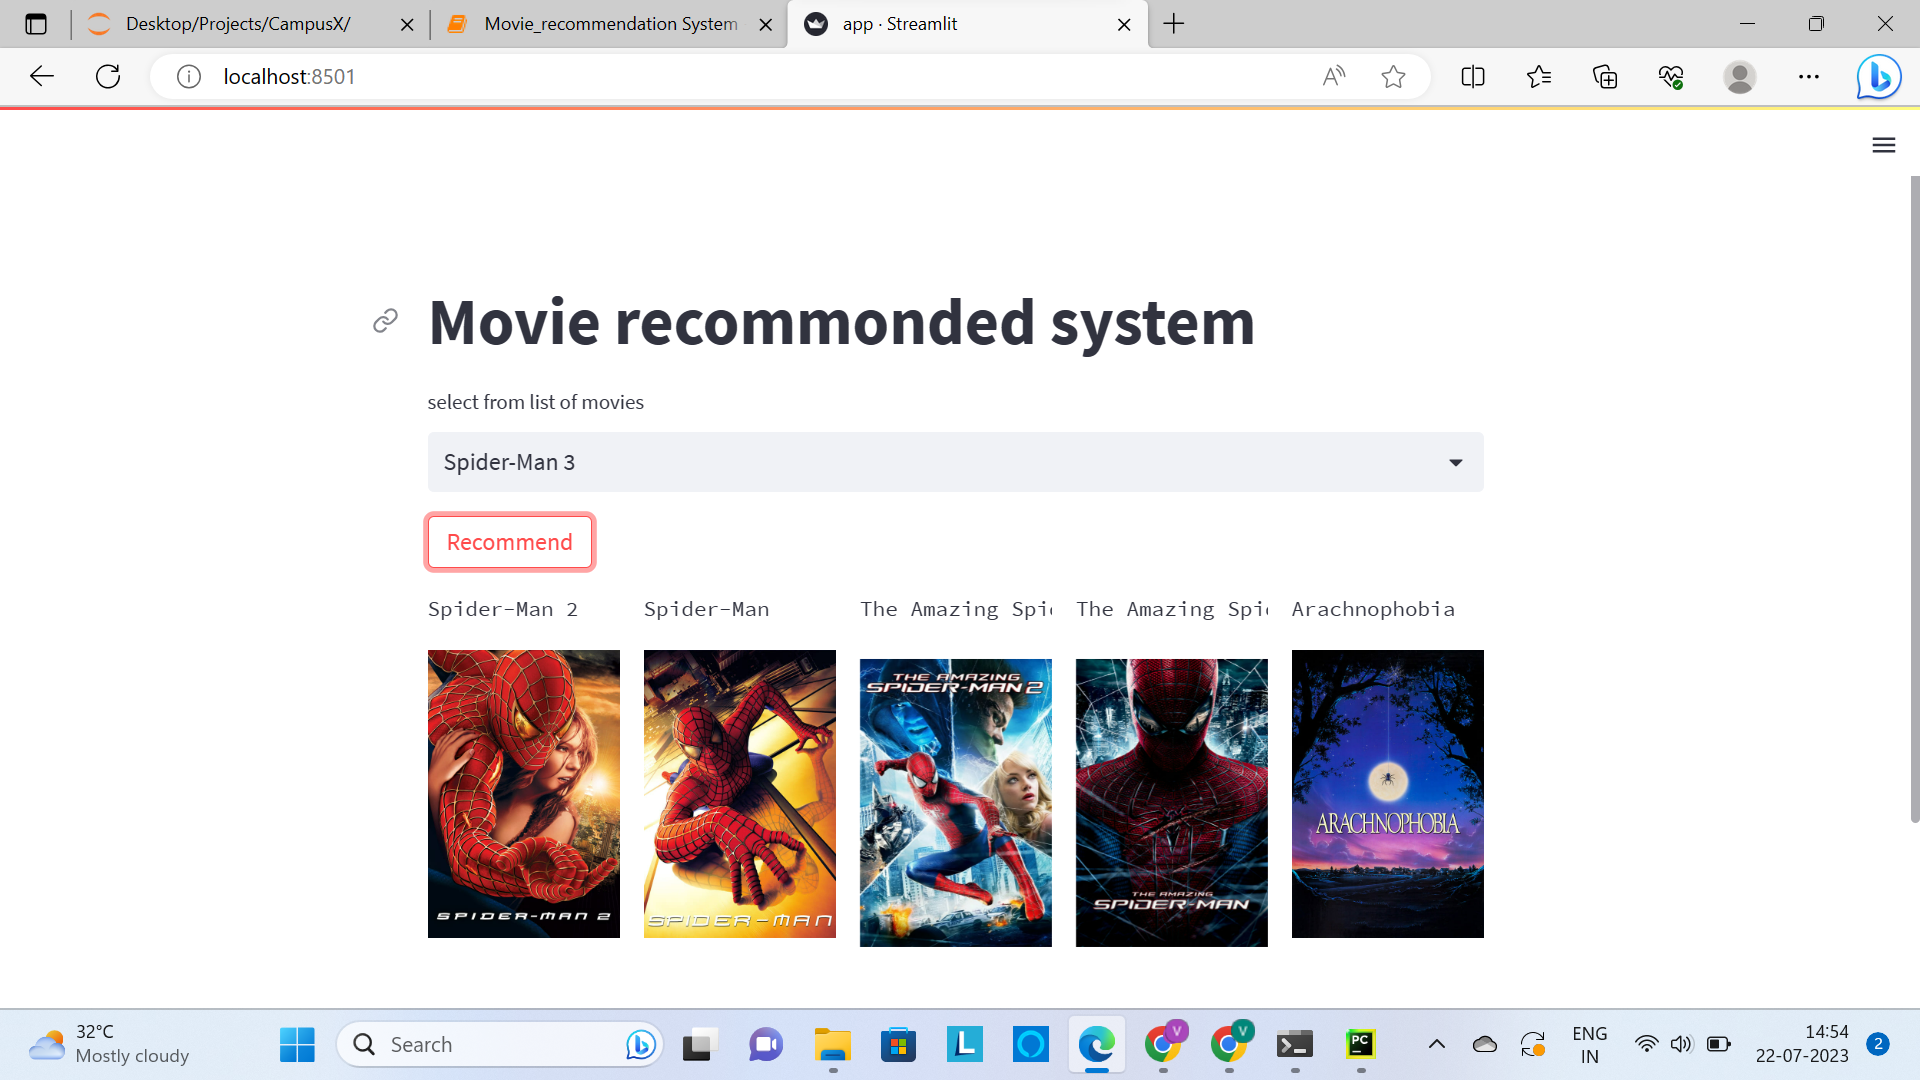 Desktop/Projects/CampusX/
Movie_recommendation System
app · Streamlit
localhost:8501
Movie recommonded system
select from list of movies
Spider-Man 3
Recommend
Spider-Man 2
Spider-Man
The Amazing Spi
The Amazing Spi
Arachnophobia
SPIDER-MAN 2
SPIDER-MAN
THE AMAZING
SPIDER-MAN 2
THE AMAZING
SPIDER-MAN
ARACHNOPHOBIA
32°C
Mostly cloudy
Search
L
V
V
PC
ENG
IN
14:54
22-07-2023
2